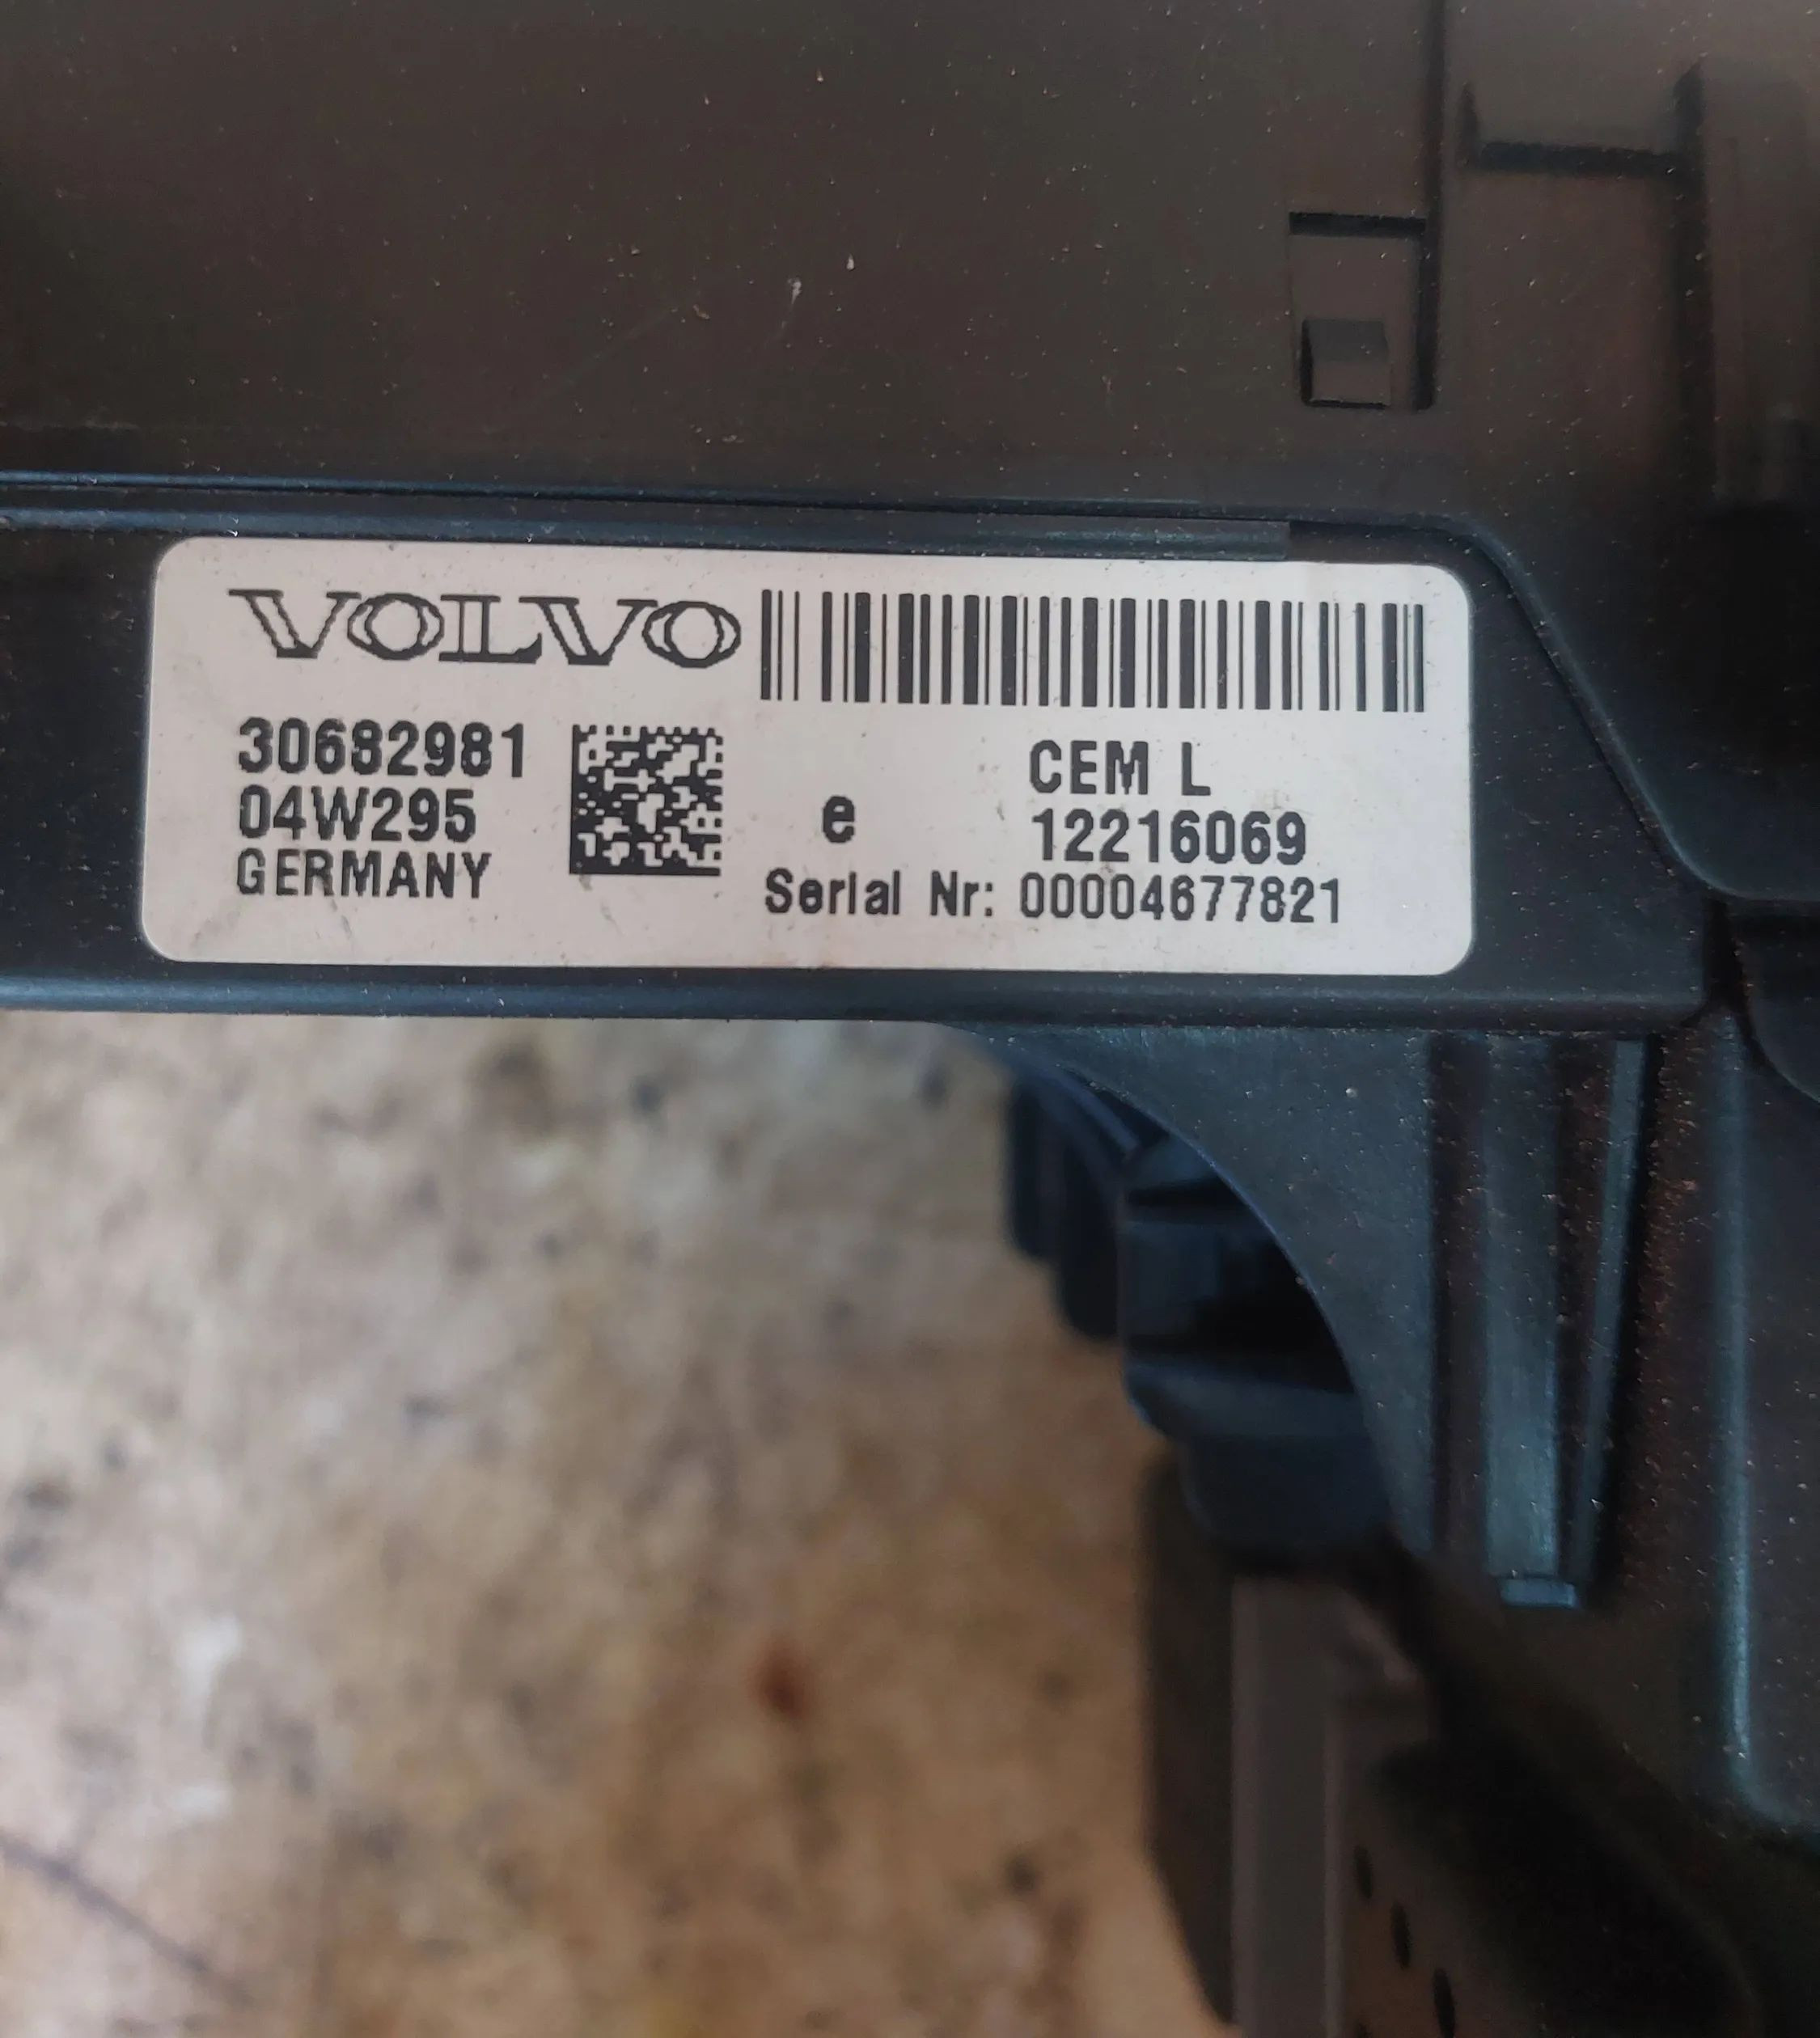 VOLVO
30682981
04W295
GERMANY
e
CEM L
12216069
Serial Nr: 00004677821